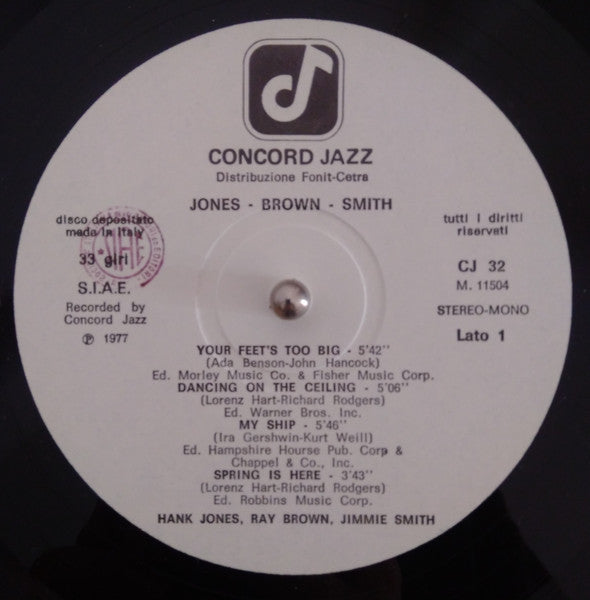 CONCORD JAZZ
Distribuzione Fonit-Cetra
JONES - BROWN - SMITH
disco depositato
made in Italy
33 giri
S.I.A.E.
Recorded by
Concord Jazz
℗ 1977
tutti i diritti
riservati
CJ 32
M. 11504
STEREO-MONO
Lato 1
YOUR FEET'S TOO BIG - 5'42''
(Ada Benson-John Hancock)
Ed. Morley Music Co. & Fisher Music Corp.
DANCING ON THE CEILING - 5'06''
(Lorenz Hart-Richard Rodgers)
Ed. Warner Bros. Inc.
MY SHIP - 5'46''
(Ira Gershwin-Kurt Weill)
Ed. Hampshire Hourse Pub. Corp &
Chappel & Co., Inc.
SPRING IS HERE - 3'43''
(Lorenz Hart-Richard Rodgers)
Ed. Robbins Music Corp.
HANK JONES, RAY BROWN, JIMMIE SMITH